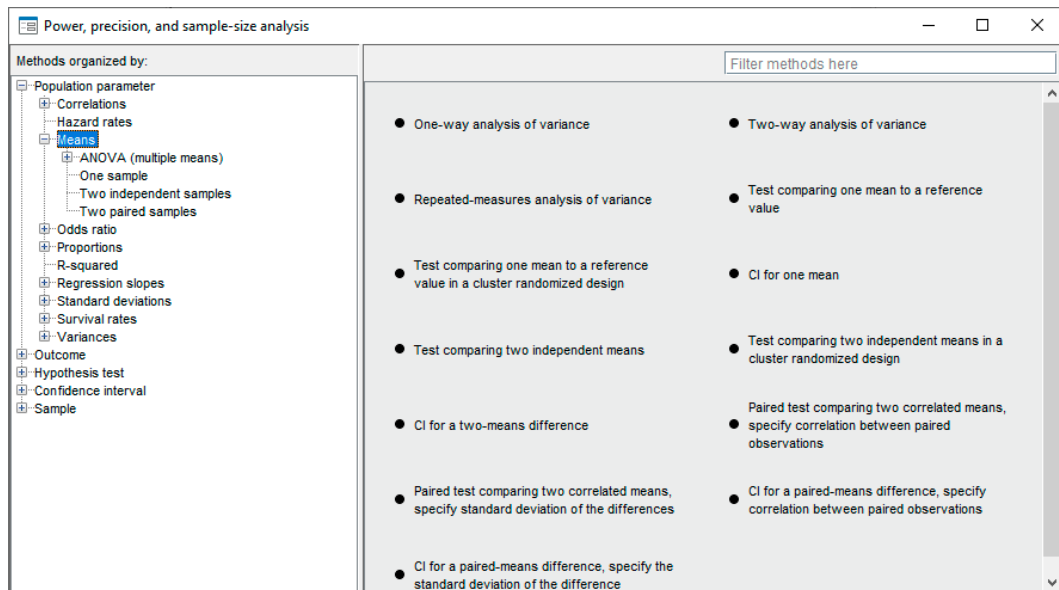 Power, precision, and sample-size analysis
Methods organized by:
Filter methods here
Population parameter
Correlations
Hazard rates
Means
ANOVA (multiple means)
One sample
Two independent samples
Two paired samples
Odds ratio
Proportions
R-squared
Regression slopes
Standard deviations
Survival rates
Variances
Outcome
Hypothesis test
Confidence interval
Sample
One-way analysis of variance
Two-way analysis of variance
Repeated-measures analysis of variance
Test comparing one mean to a reference
value
Test comparing one mean to a reference
value in a cluster randomized design
CI for one mean
Test comparing two independent means
Test comparing two independent means in a
cluster randomized design
CI for a two-means difference
Paired test comparing two correlated means,
specify correlation between paired
observations
Paired test comparing two correlated means,
specify standard deviation of the differences
CI for a paired-means difference, specify
correlation between paired observations
CI for a paired-means difference, specify the
standard deviation of the difference